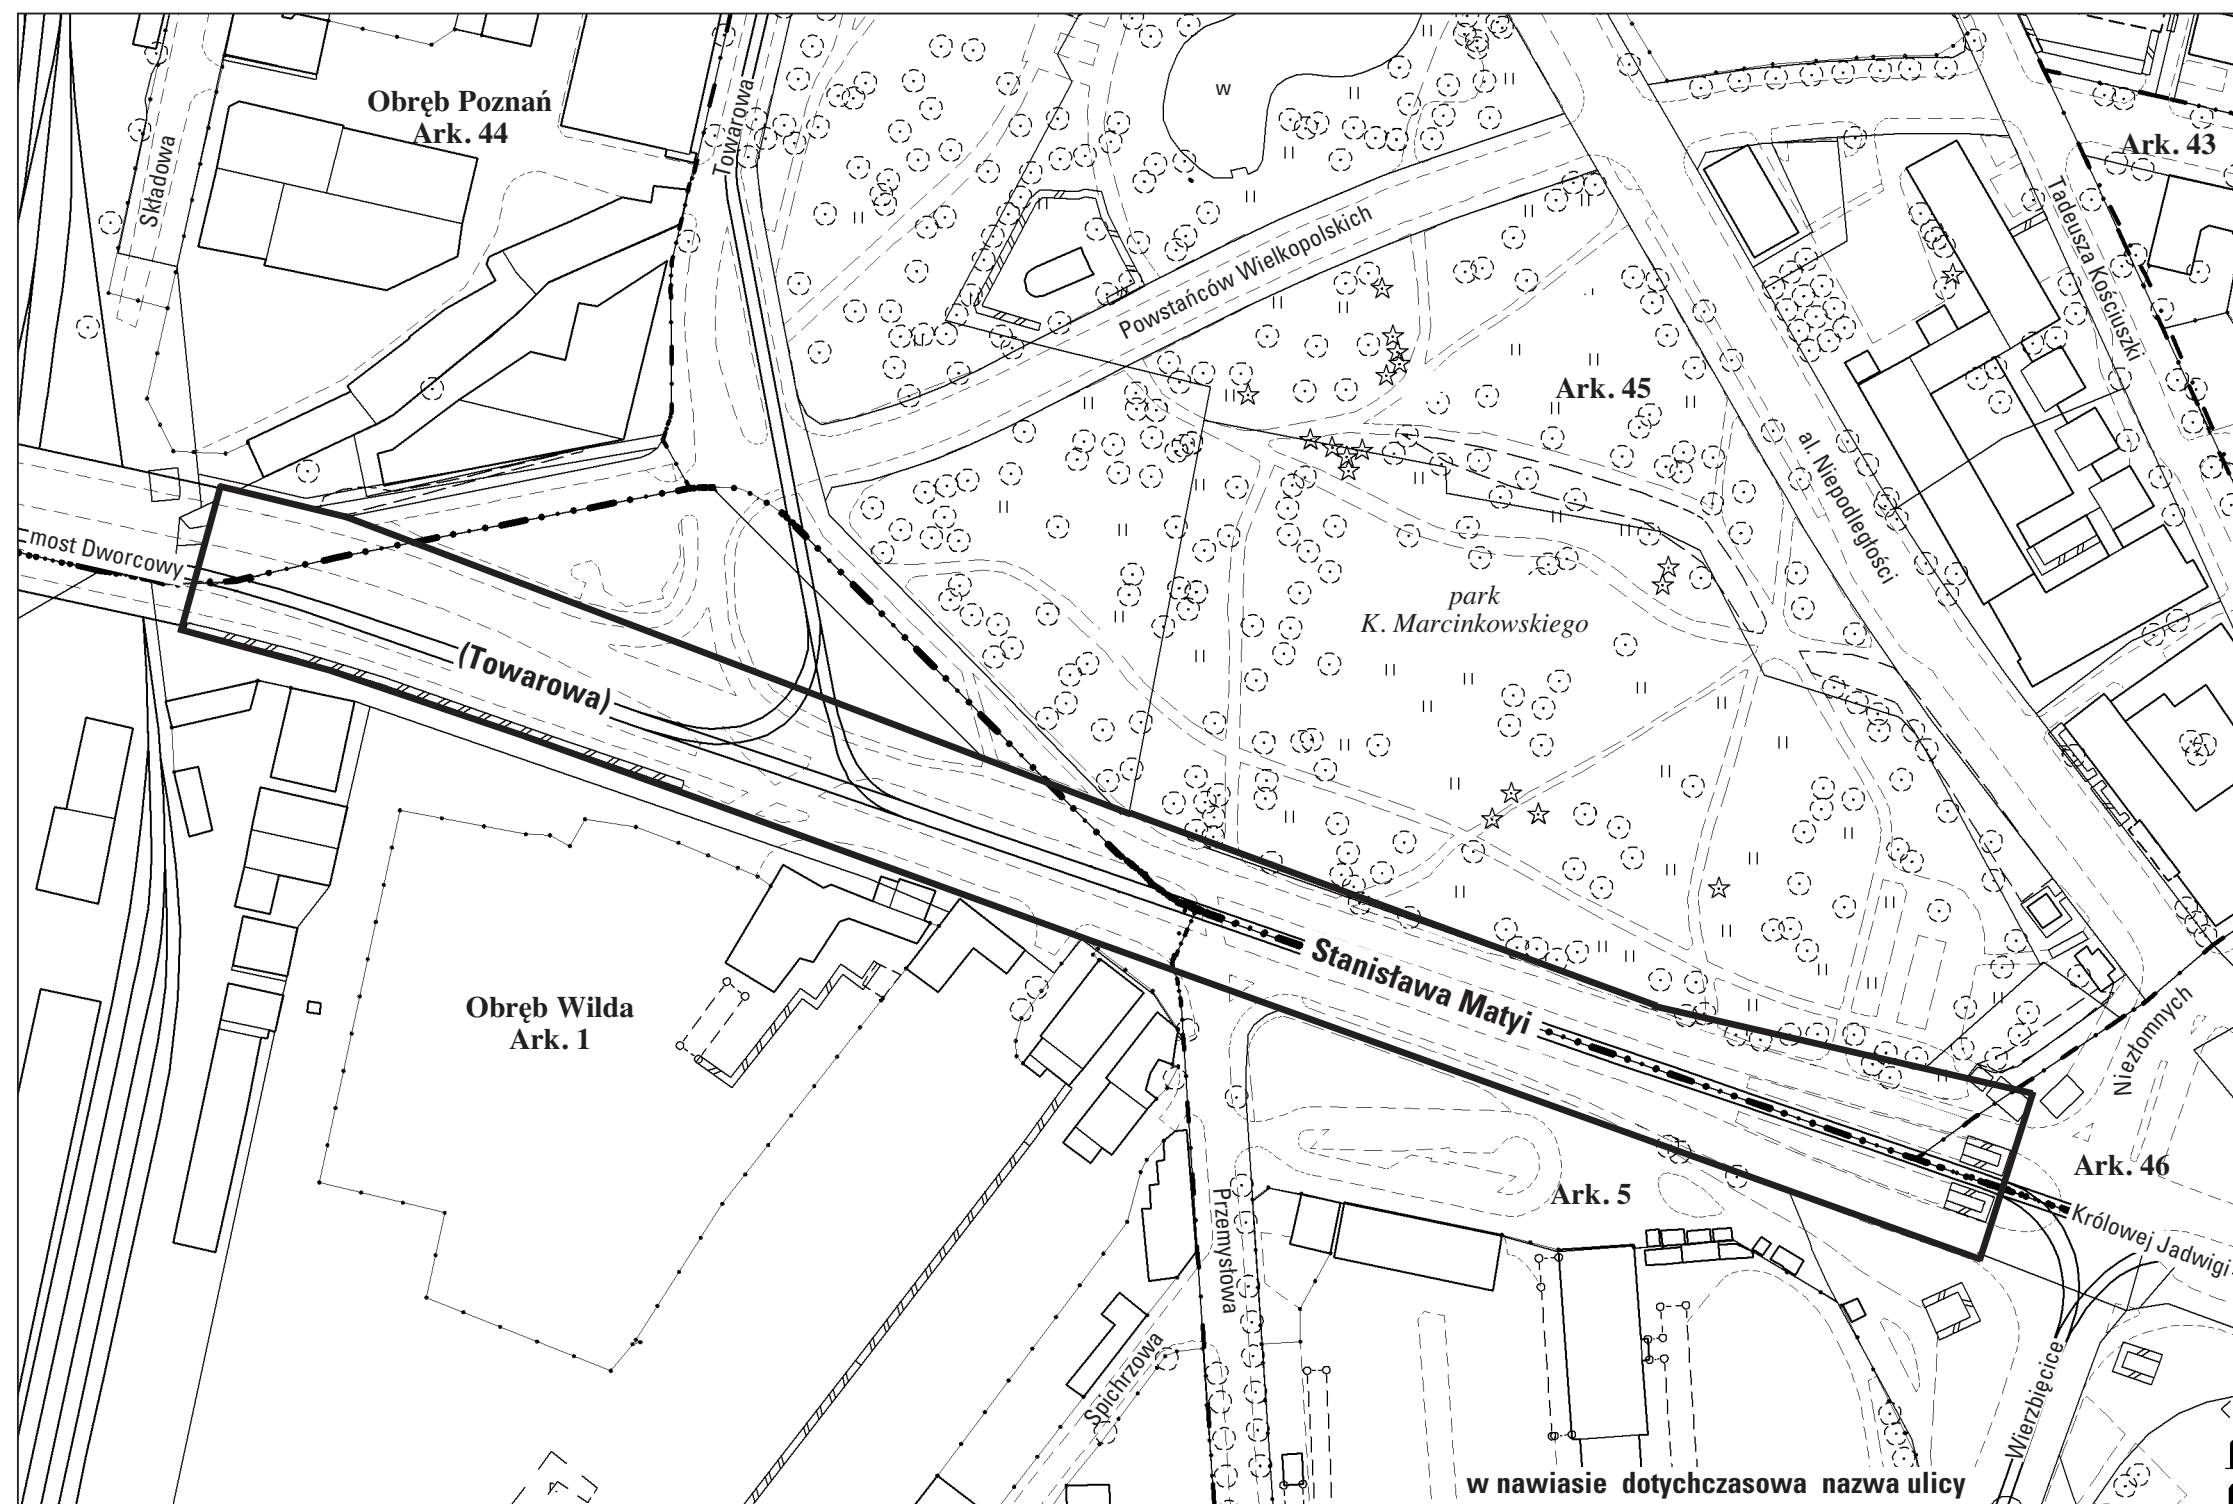 Obręb Poznań
Ark. 44
Składowa
Towarowa
w
Ark. 43
Tadeusza Kościuszki
Powstańców Wielkopolskich
Ark. 45
al. Niepodległości
most Dworcowy
park
K. Marcinkowskiego
(Towarowa)
Stanisława Matyi
Obręb Wilda
Ark. 1
Niezłomnych
Ark. 46
Ark. 5
Królowej Jadwigi
Przemysłowa
Spichrzowa
Wierzbięcice
w nawiasie dotychczasowa nazwa ulicy